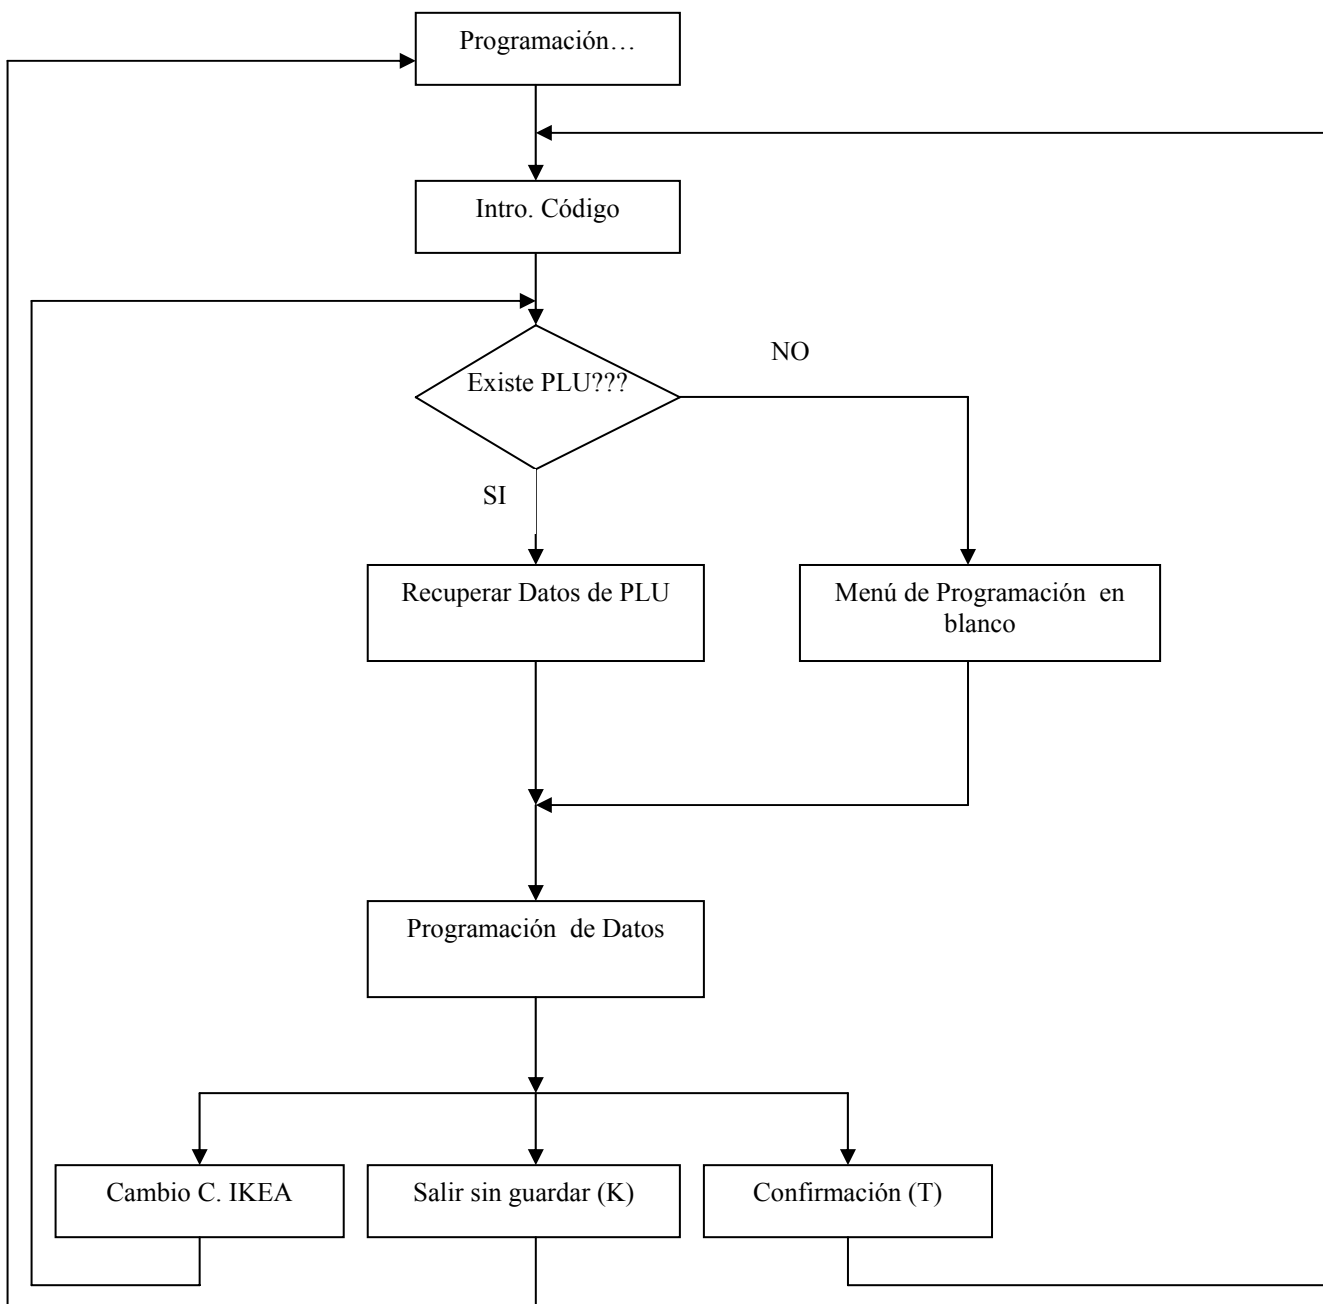 Programación…
Intro. Código
Existe PLU???
NO
SI
Recuperar Datos de PLU
Menú de Programación  en
blanco
Programación  de Datos
Cambio C. IKEA
Salir sin guardar (K)
Confirmación (T)